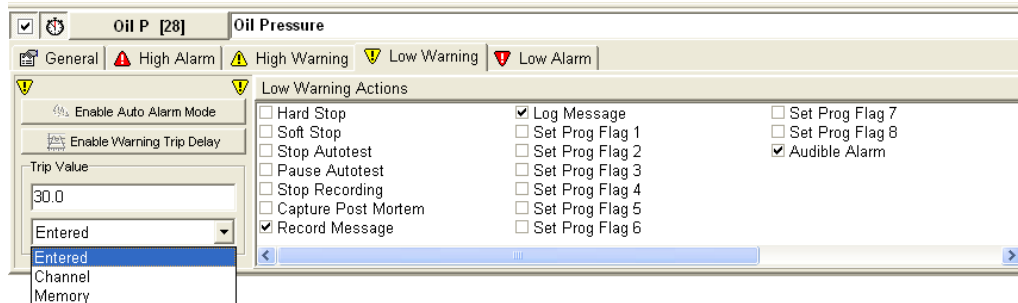 Oil P [28] Oil Pressure
General High Alarm High Warning Low Warning Low Alarm
Low Warning Actions
Enable Auto Alarm Mode
Enable Warning Trip Delay
Trip Value
30.0
Entered
Entered
Channel
Memory
Hard Stop
Soft Stop
Stop Autotest
Pause Autotest
Stop Recording
Capture Post Mortem
Record Message
Log Message
Set Prog Flag 1
Set Prog Flag 2
Set Prog Flag 3
Set Prog Flag 4
Set Prog Flag 5
Set Prog Flag 6
Set Prog Flag 7
Set Prog Flag 8
Audible Alarm